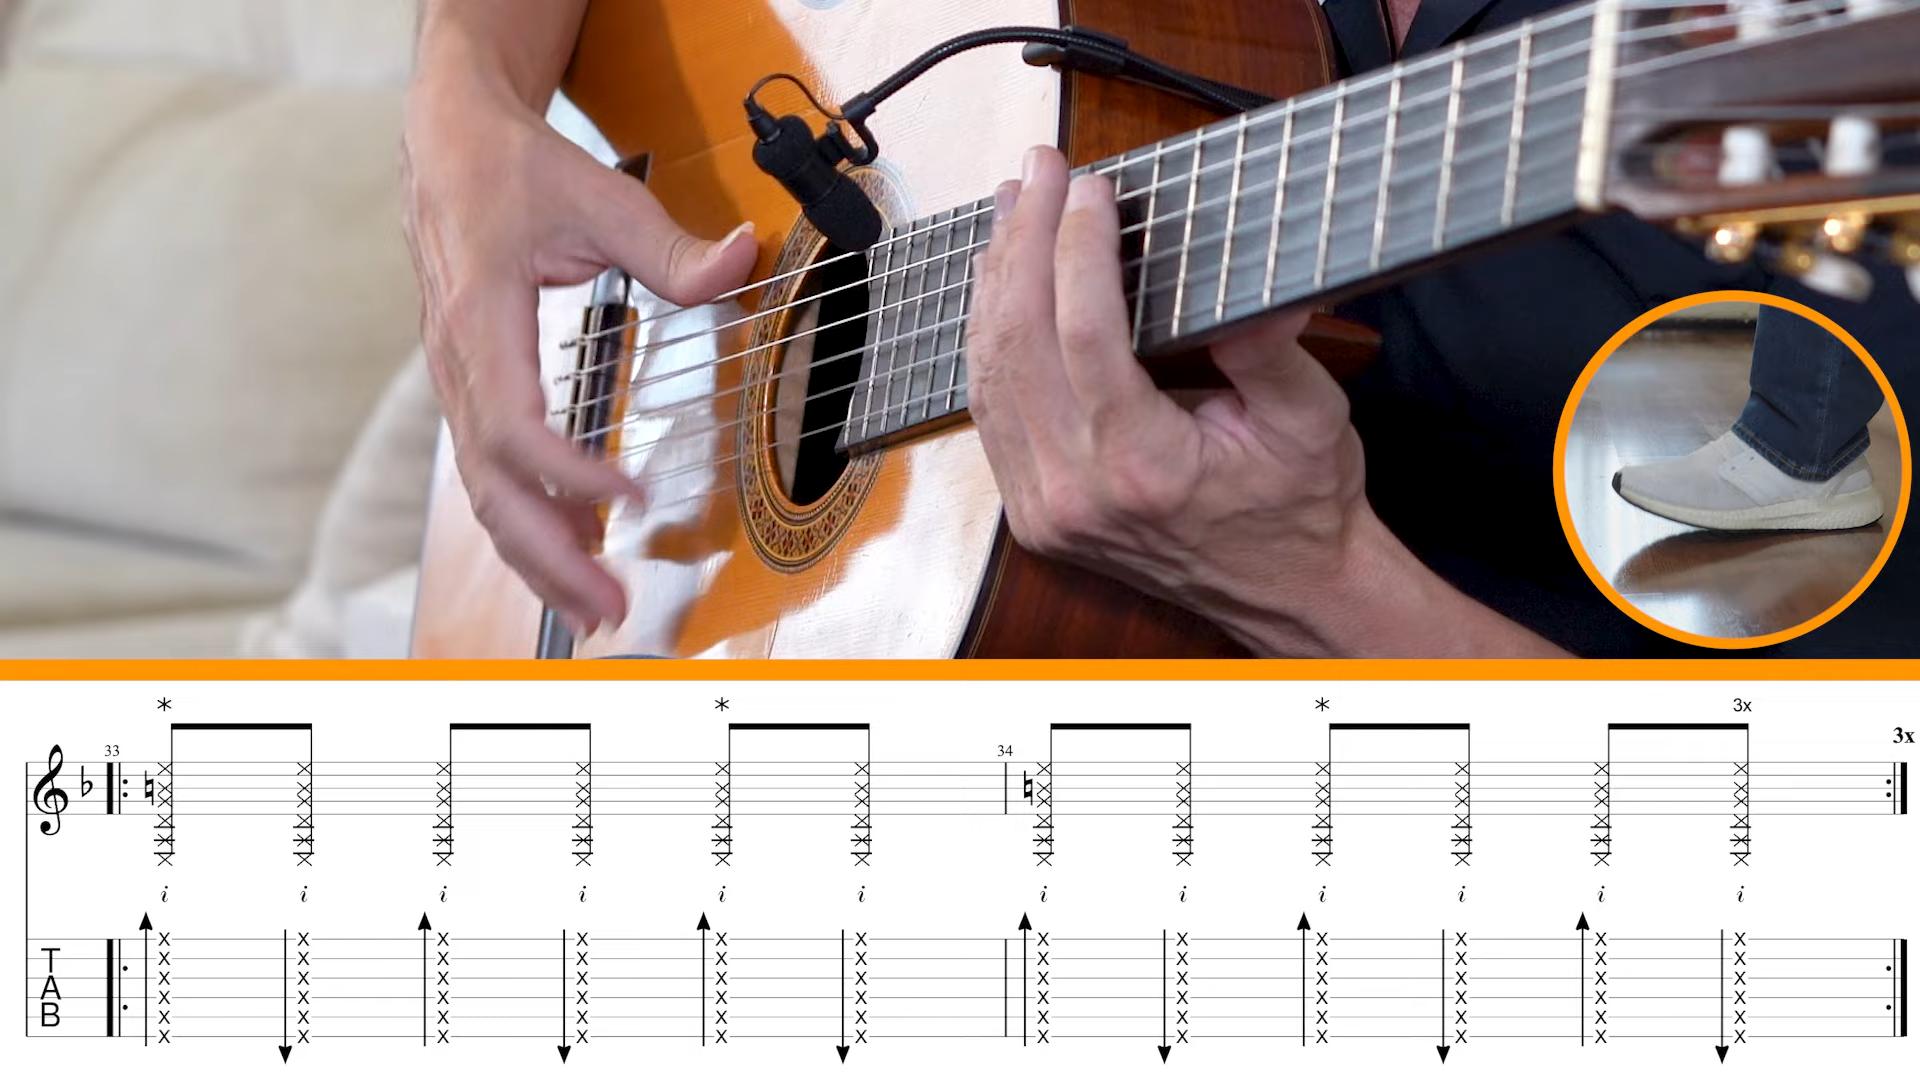 * * * 3x
33 34 3x
i i i i i i i i i i i i
X X X X X X X X X X X X
T X X X X X X X X X X X X
A X X X X X X X X X X X X
X X X X X X X X X X X X
B X X X X X X X X X X X X
X X X X X X X X X X X X